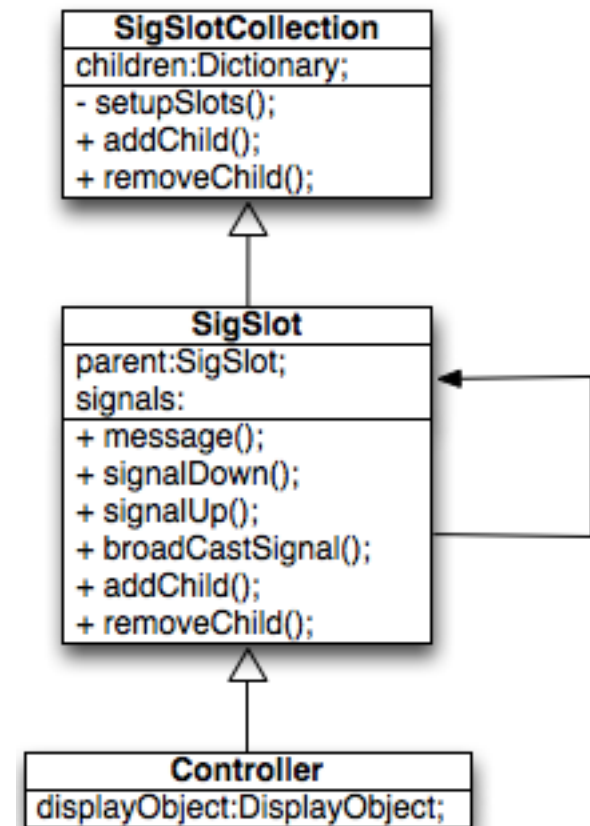 SigSlotCollection
children:Dictionary;
- setupSlots();
+ addChild();
+ removeChild();
SigSlot
parent:SigSlot;
signals:
+ message();
+ signalDown();
+ signalUp();
+ broadCastSignal();
+ addChild();
+ removeChild();
Controller
displayObject:DisplayObject;